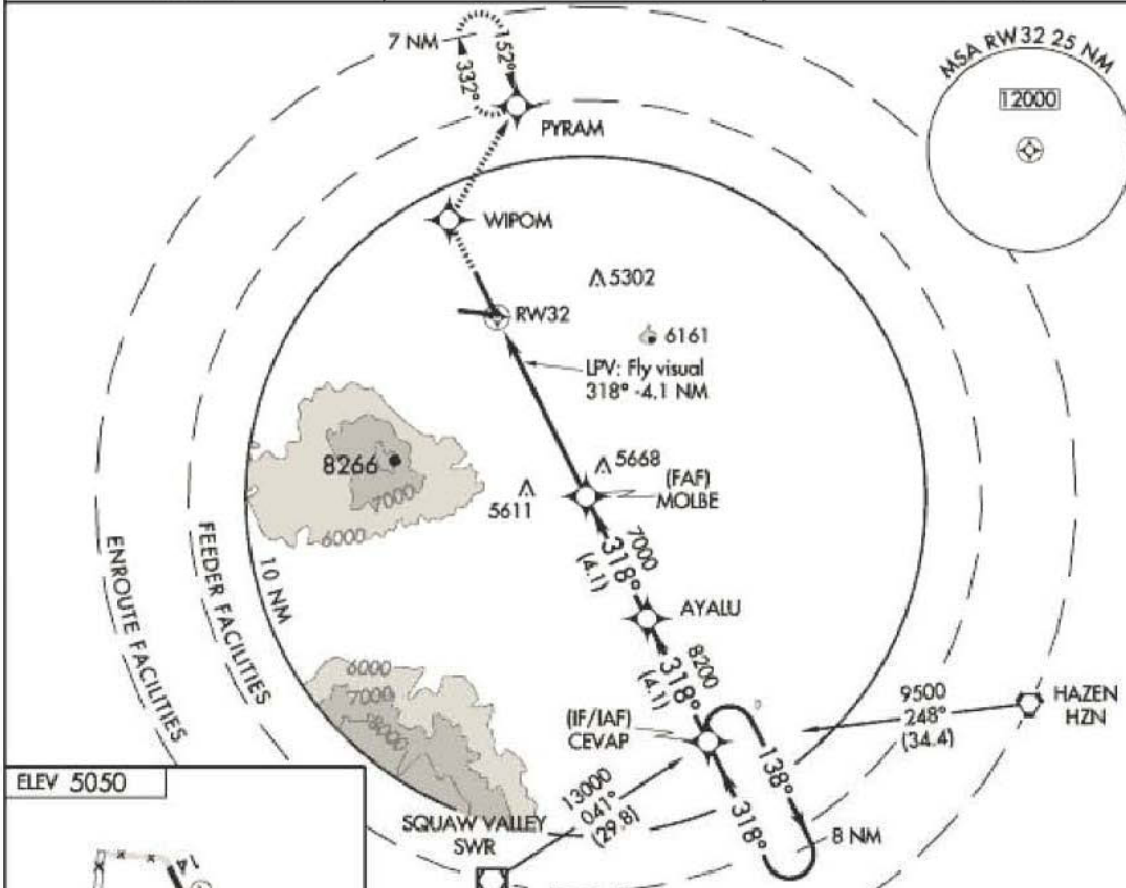 7 NM
332°
152°
PYRAM
MSA RW32 25 NM
12000
WIPOM
5302
RW32
6161
LPV: Fly visual
318° -4.1 NM
8266
7000
6000
5668
5611
(FAF)
MOLBE
7000
318°
(4.1)
AYALU
8200
318°
(4.1)
ENROUTE FACILITIES
FEEDER FACILITIES
10 NM
6000
7000
8000
(IF/IAF)
CEVAP
9500
248°
(34.4)
HAZEN
HZN
138°
318°
8 NM
13000
041°
(29.8)
SQUAW VALLEY
SWR
ELEV 5050
14